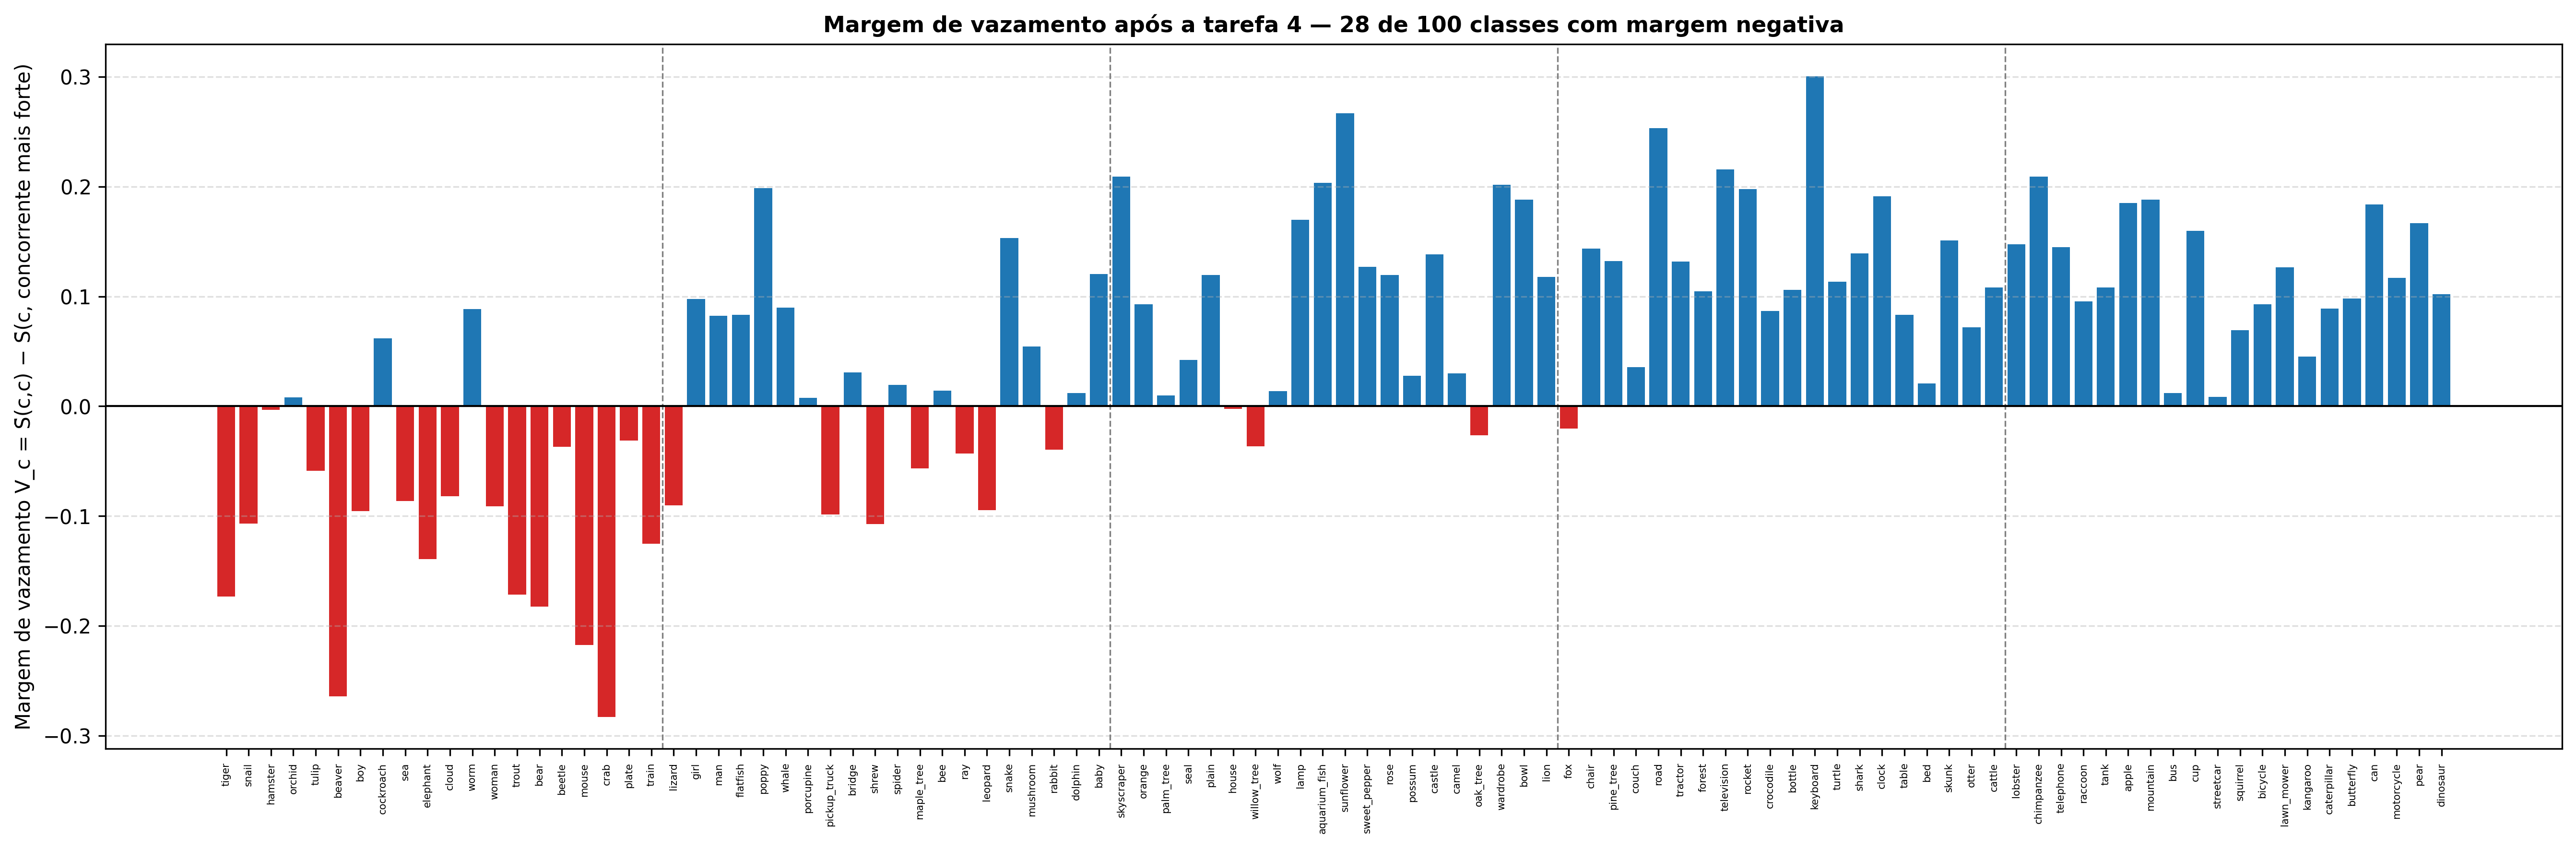 Margem de vazamento após a tarefa 4 — 28 de 100 classes com margem negativa
Margem de vazamento V_c = S(c,c) − S(c, concorrente mais forte)
0.3
0.2
0.1
0.0
−0.1
−0.2
−0.3
tiger
snail
hamster
orchid
tulip
beaver
boy
cockroach
sea
elephant
cloud
worm
woman
trout
bear
beetle
mouse
crab
plate
train
lizard
girl
man
flatfish
poppy
whale
porcupine
pickup_truck
bridge
shrew
spider
maple_tree
bee
ray
leopard
snake
mushroom
rabbit
dolphin
baby
skyscraper
orange
palm_tree
seal
plain
house
willow_tree
wolf
lamp
aquarium_fish
sunflower
sweet_pepper
rose
possum
castle
camel
oak_tree
wardrobe
bowl
lion
fox
chair
pine_tree
couch
road
tractor
forest
television
rocket
crocodile
bottle
keyboard
turtle
shark
clock
table
bed
skunk
otter
cattle
lobster
chimpanzee
telephone
raccoon
tank
apple
mountain
bus
cup
streetcar
squirrel
bicycle
lawn_mower
kangaroo
caterpillar
butterfly
can
motorcycle
pear
dinosaur